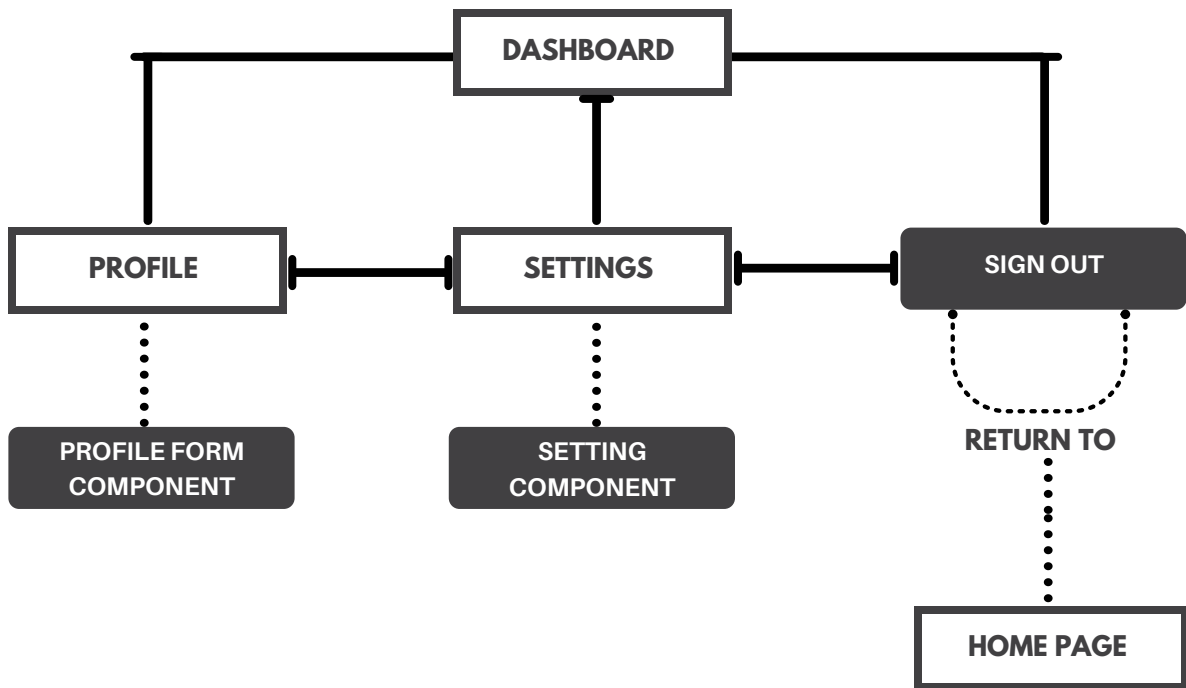 DASHBOARD
PROFILE
SETTINGS
SIGN OUT
PROFILE FORM
COMPONENT
SETTING
COMPONENT
RETURN TO
HOME PAGE